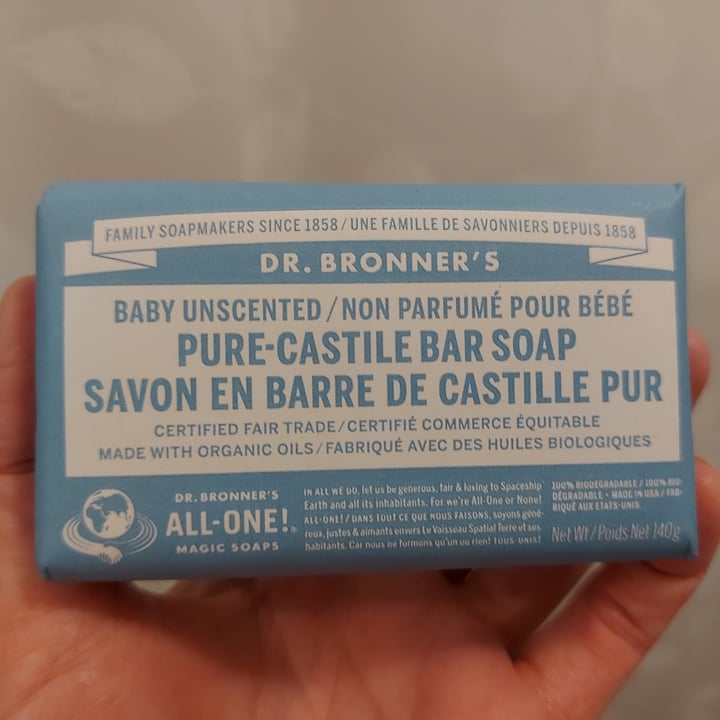 FAMILY SOAPMAKERS SINCE 1858 / UNE FAMILLE DE SAVONNIERS DEPUIS 1858
DR. BRONNER'S
BABY UNSCENTED / NON PARFUMÉ POUR BÉBÉ
PURE-CASTILE BAR SOAP
SAVON EN BARRE DE CASTILLE PUR
CERTIFIED FAIR TRADE / CERTIFIÉ COMMERCE ÉQUITABLE
MADE WITH ORGANIC OILS / FABRIQUÉ AVEC DES HUILES BIOLOGIQUES
DR. BRONNER'S
ALL-ONE!®
MAGIC SOAPS
IN ALL WE DO, let us be generous, fair & loving to Spaceship
Earth and all its inhabitants. For we're All-One or None!
ALL-ONE! / DANS TOUT CE QUE NOUS FAISONS, soyons géné-
reux, justes & aimants envers Le Vaisseau Spatial Terre et ses
habitants. Car nous ne formons qu'un ou rien! TOUS-UNIS!
100% BIODEGRADABLE / 100% BIO-
DÉGRADABLE • MADE IN USA / FAB-
RIQUÉ AUX ETATS-UNIS
Net Wt / Poids Net 140g